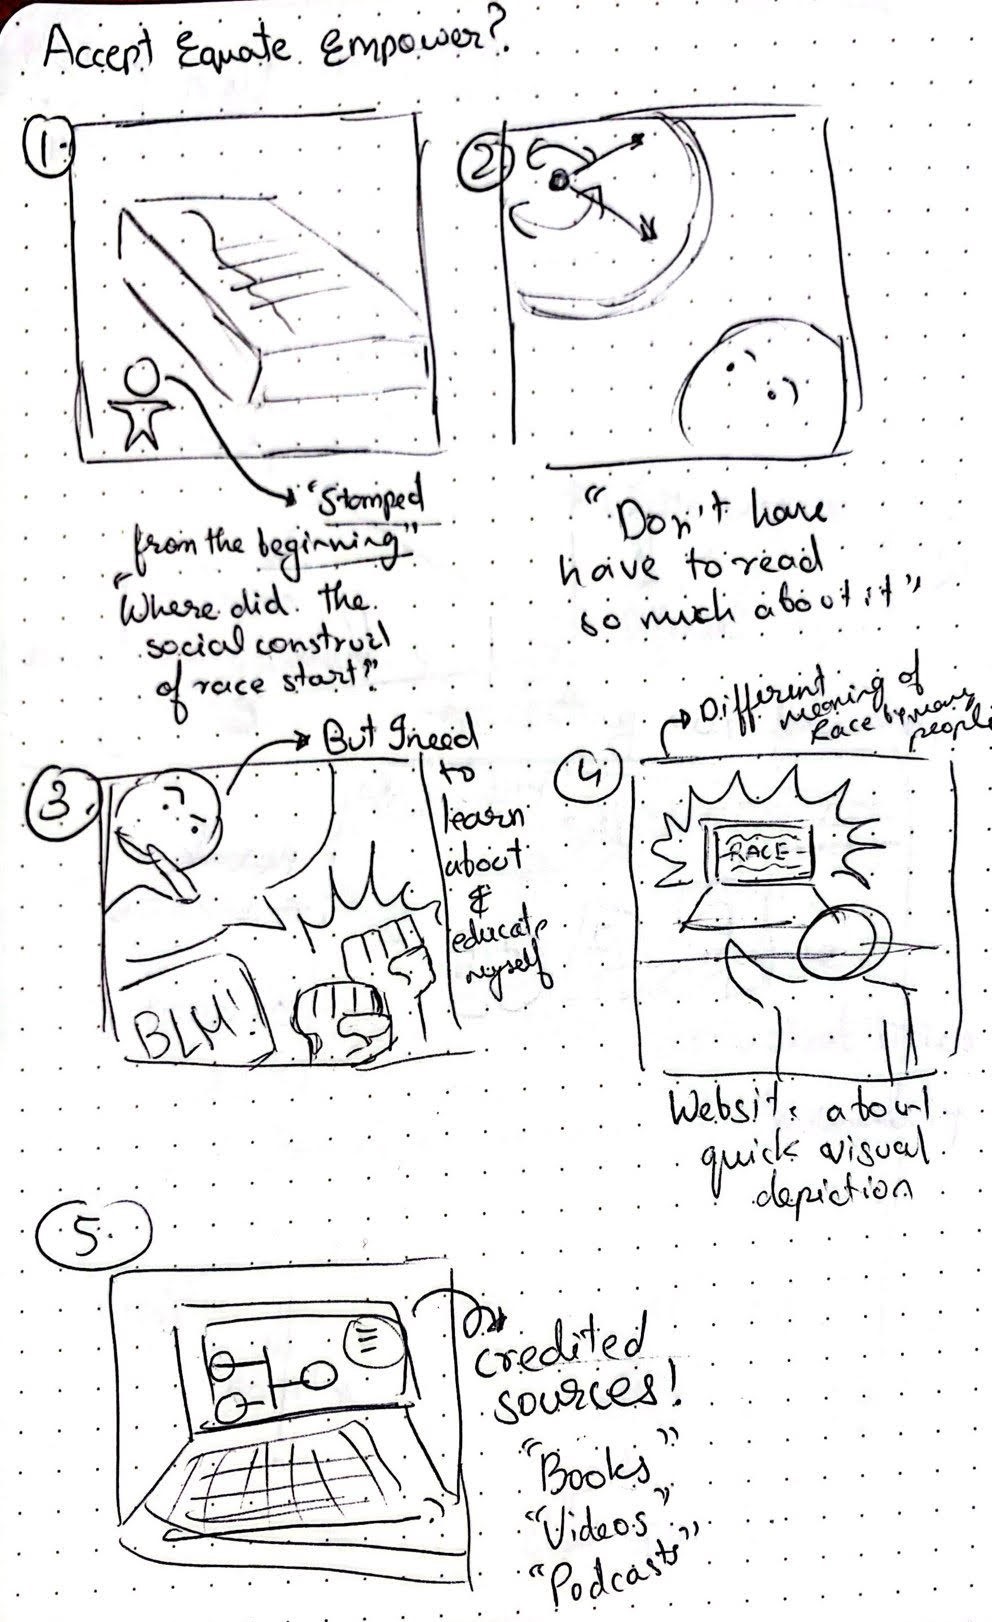 Accept Equate Empower?
1.
"Stamped
from the beginning"
"Where did the
social construct
of race start?"
2
"Don't have
have to read
so much about it"
3.
But I need
to
learn
about
&
educate
myself
BLM!
4
Different
meaning of
Race by many
people
RACE
Website about
quick visual
depiction
5.
credited
sources!
"Books"
"Videos"
"Podcasts"